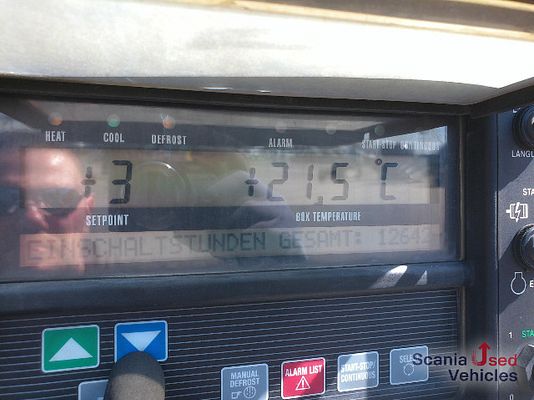 HEAT COOL DEFROST ALARM START-STOP CONTINUOUS
+3 +21,5 °C
SETPOINT BOX TEMPERATURE
EINSCHALTSTUNDEN GESAMT:
MANUAL DEFROST
ALARM LIST
START-STOP/ CONTINUOUS
Scania Used Vehicles